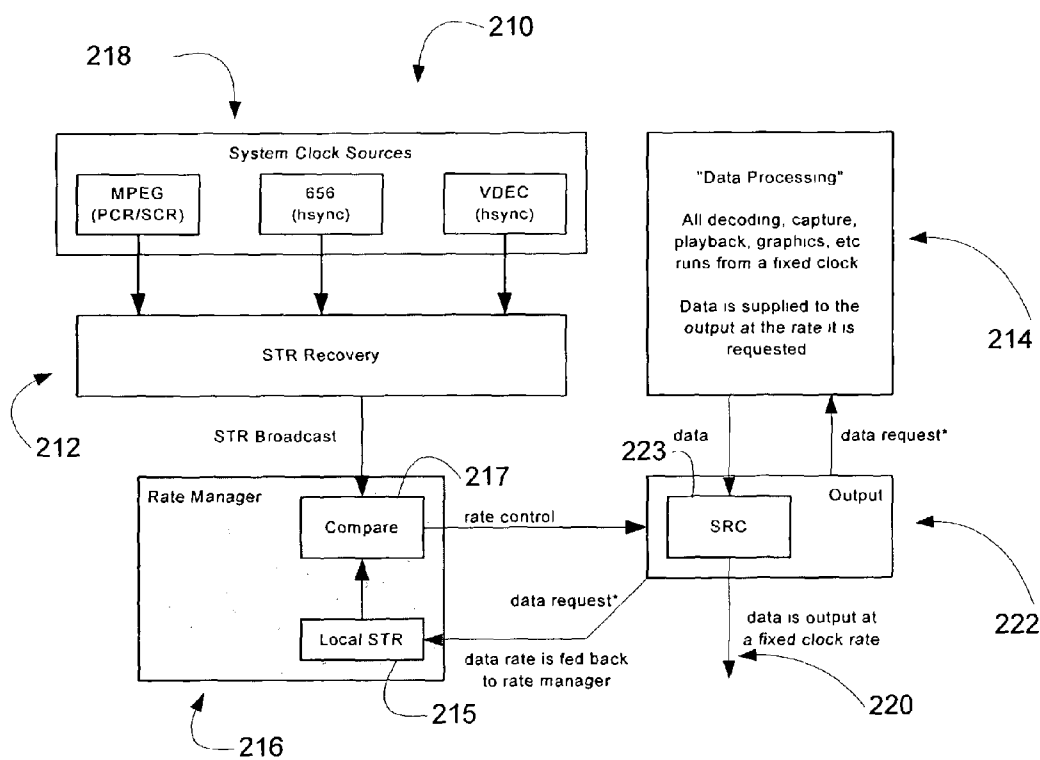 210
218
System Clock Sources
MPEG
(PCR/SCR)
656
(hsync)
VDEC
(hsync)
"Data Processing"
All decoding, capture,
playback, graphics, etc
runs from a fixed clock
Data is supplied to the
output at the rate it is
requested
214
STR Recovery
212
STR Broadcast
data
data request*
223
217
Rate Manager
Compare
rate control
Output
SRC
222
data request*
Local STR
data rate is fed back
to rate manager
data is output at
a fixed clock rate
220
215
216